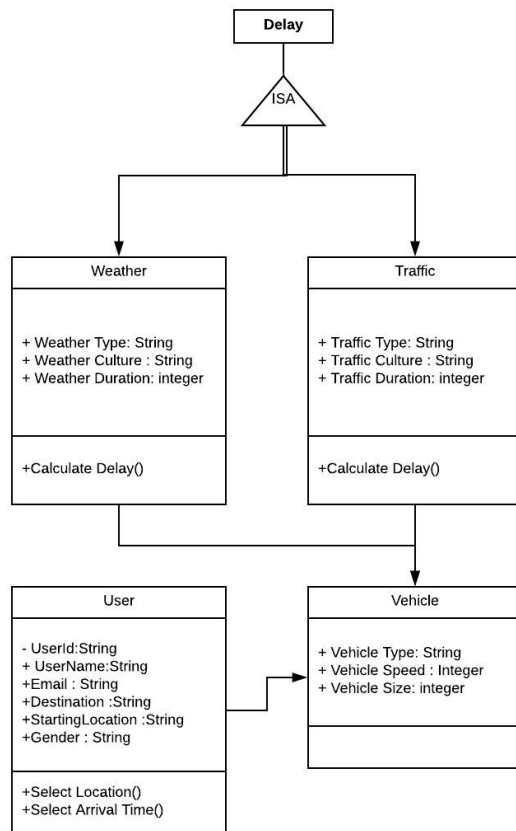 Delay
ISA
Weather
+ Weather Type: String
+ Weather Culture : String
+ Weather Duration: integer
+Calculate Delay()
Traffic
+ Traffic Type: String
+ Traffic Culture : String
+ Traffic Duration: integer
+Calculate Delay()
User
- UserId:String
+ UserName:String
+Email : String
+Destination :String
+StartingLocation :String
+Gender : String
+Select Location()
+Select Arrival Time()
Vehicle
+ Vehicle Type: String
+ Vehicle Speed : Integer
+ Vehicle Size: integer